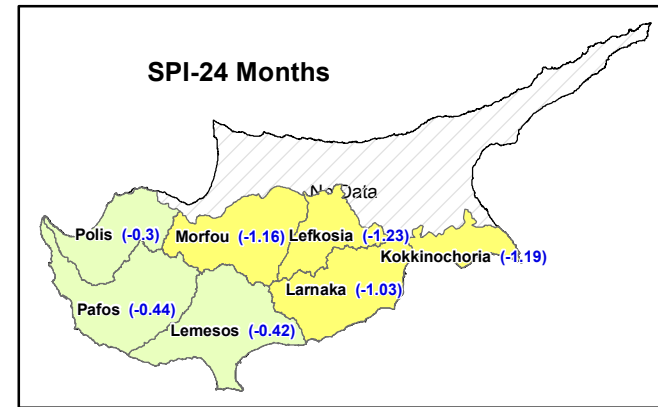 SPI-24 Months
No Data
Polis (-0.3)
Morfou (-1.16)
Lefkosia (-1.23)
Kokkinochoria (-1.19)
Larnaka (-1.03)
Pafos (-0.44)
Lemesos (-0.42)